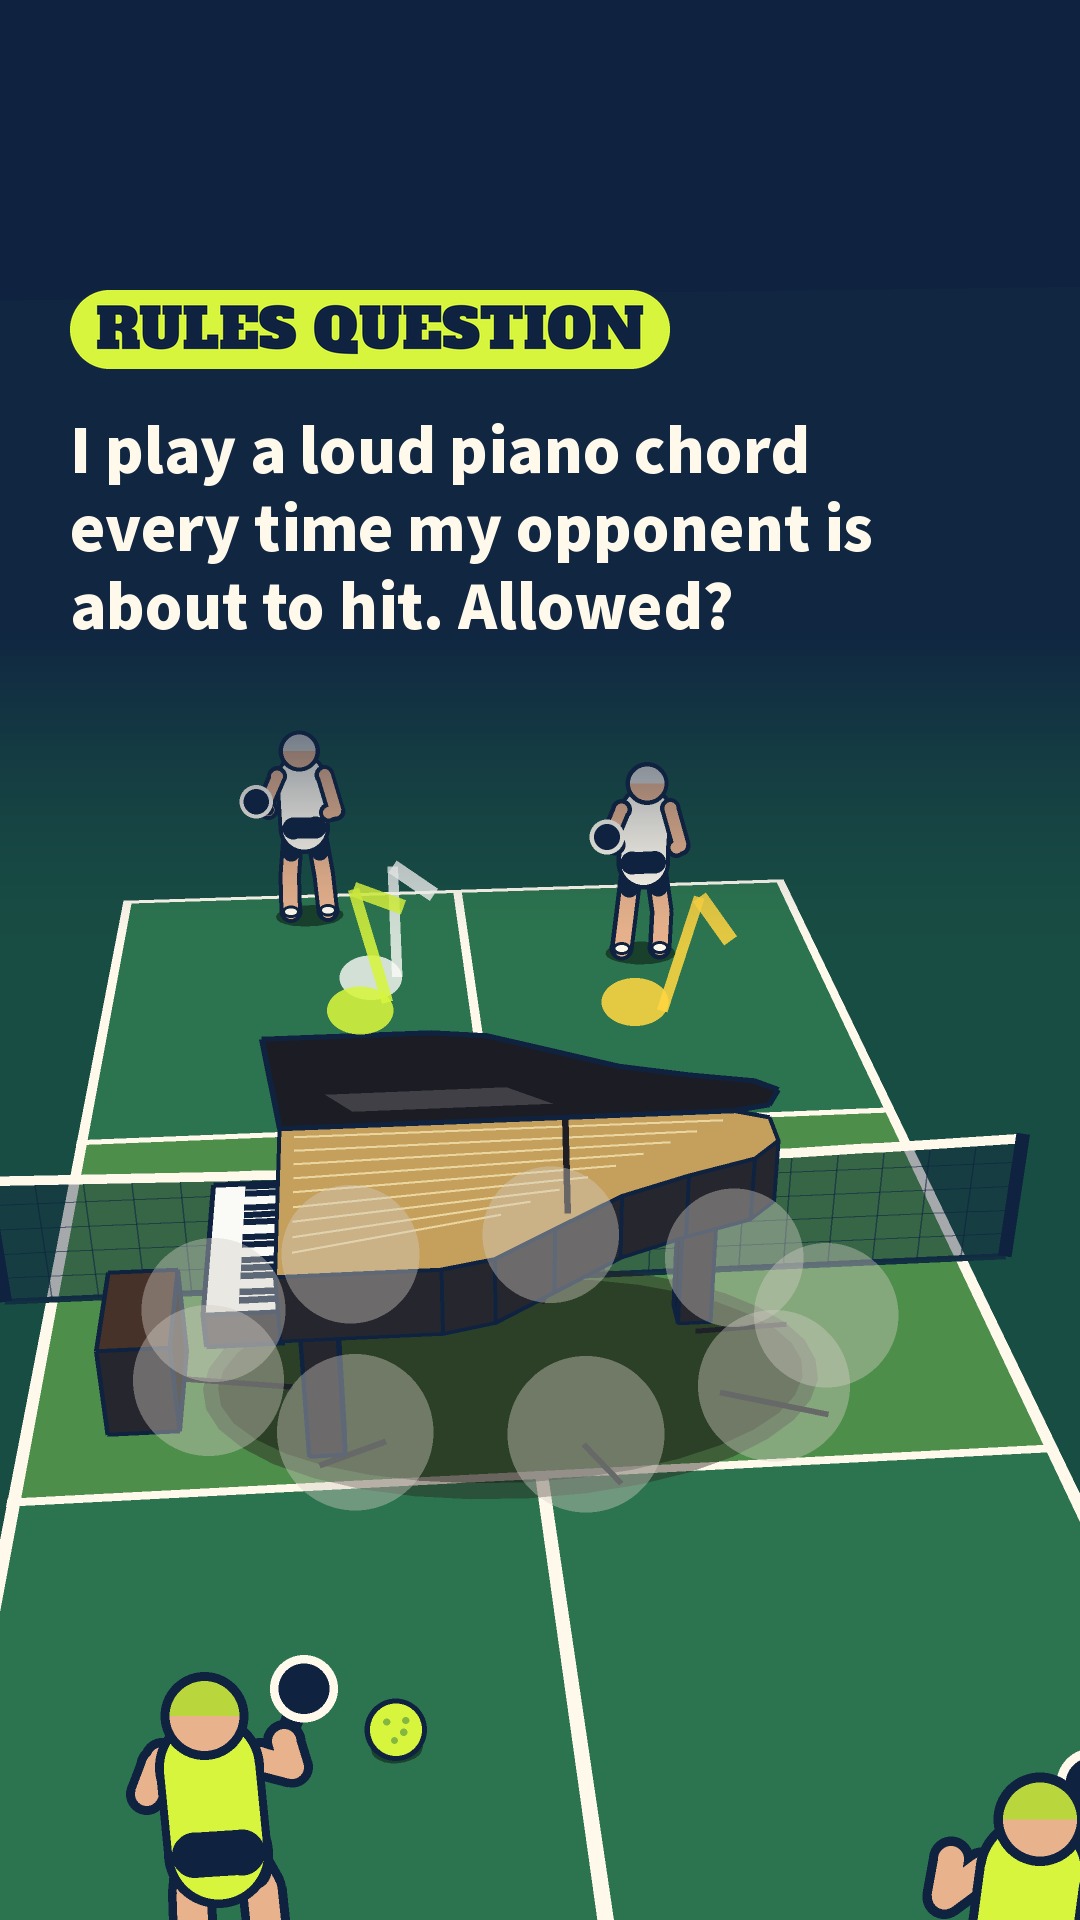 RULES QUESTION
I play a loud piano chord
every time my opponent is
about to hit. Allowed?